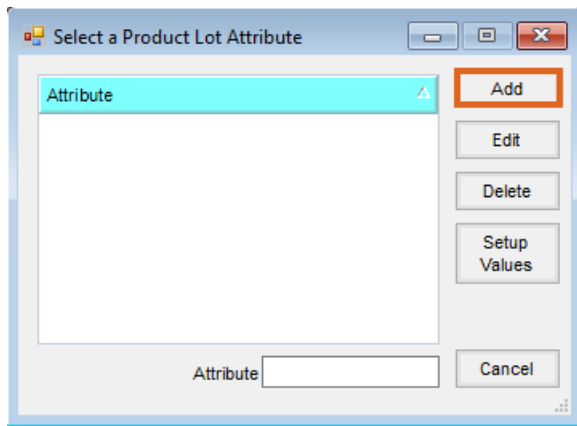 Select a Product Lot Attribute
Attribute
Add
Edit
Delete
Setup
Values
Attribute
Cancel